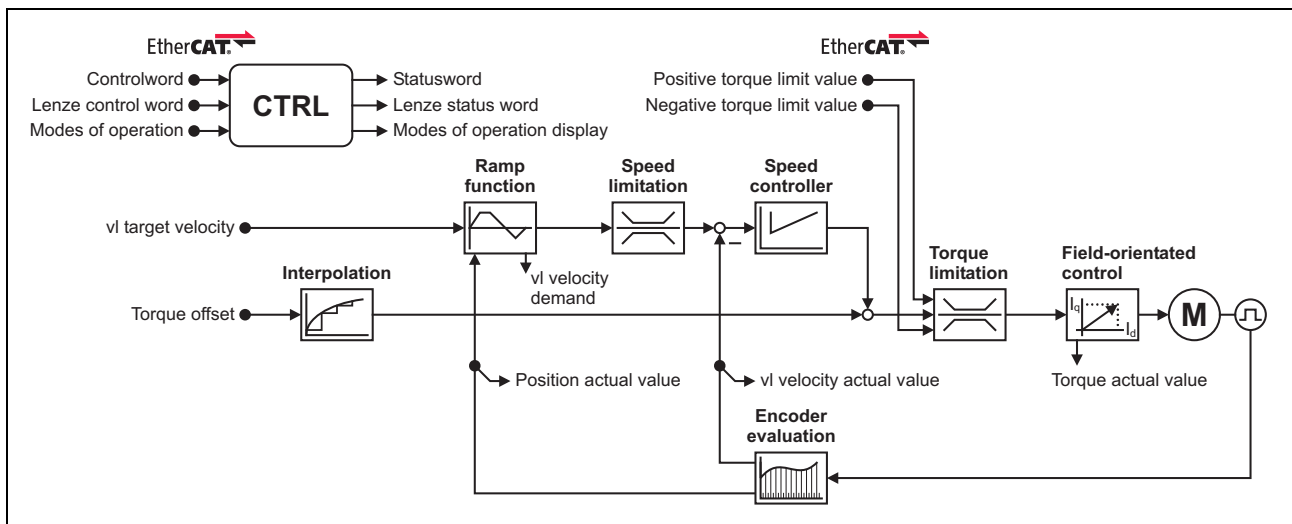 EtherCAT®
EtherCAT®
Controlword
Statusword
Positive torque limit value
Lenze control word
CTRL
Lenze status word
Negative torque limit value
Modes of operation
Modes of operation display
Ramp
function
Speed
limitation
Speed
controller
vl target velocity
–
Interpolation
vl velocity
demand
Torque
limitation
Field-orientated
control
Torque offset
Iq
Id
M
Position actual value
vl velocity actual value
Torque actual value
Encoder
evaluation